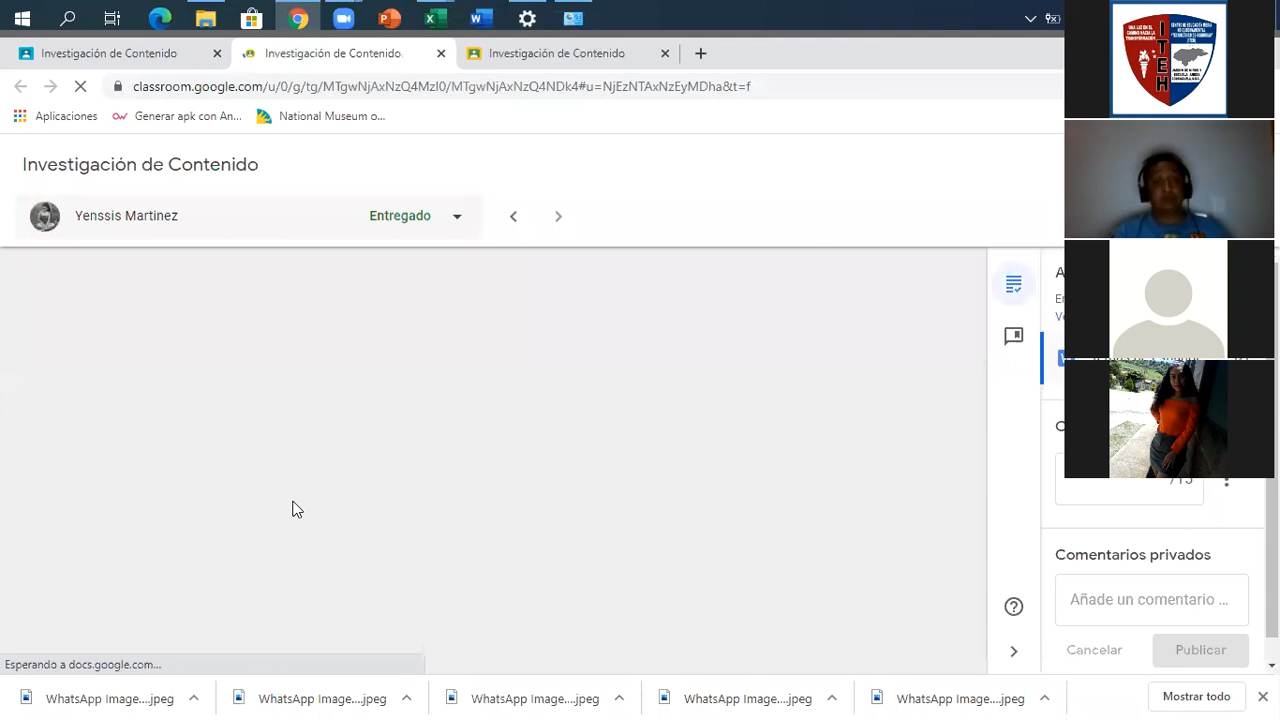 Investigación de Contenido
Investigación de Contenido.
Investigación de Contenido
classroom.google.com/u/0/g/tg/MTgwNjAxNzQ4MzI0/MTgwNjAxNzQ4NDk4#u=NjEzNTAxNzEyMDha&t=f
Aplicaciones
Generar apk con An...
National Museum o...
ITEH
Investigación de Contenido
Yenssis Martinez
Entregado
/15
Comentarios privados
Añade un comentario ...
Cancelar
Publicar
Esperando a docs.google.com...
WhatsApp Image....jpeg
WhatsApp Image....jpeg
WhatsApp Image....jpeg
WhatsApp Image....jpeg
WhatsApp Image....jpeg
Mostrar todo